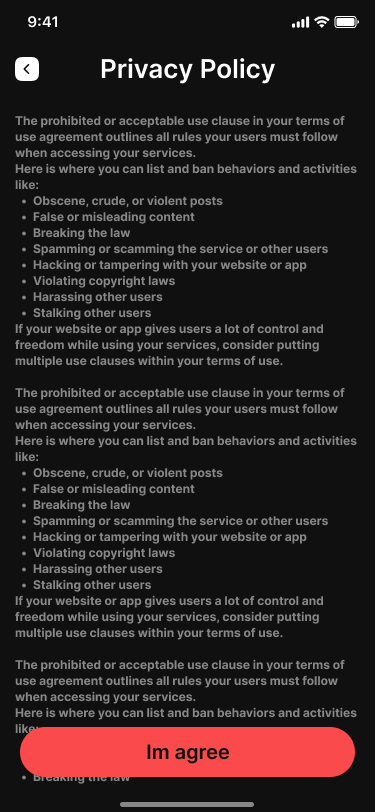 9:41
Privacy Policy
The prohibited or acceptable use clause in your terms of
use agreement outlines all rules your users must follow
when accessing your services.
Here is where you can list and ban behaviors and activities
like:
• Obscene, crude, or violent posts
• False or misleading content
• Breaking the law
• Spamming or scamming the service or other users
• Hacking or tampering with your website or app
• Violating copyright laws
• Harassing other users
• Stalking other users
If your website or app gives users a lot of control and
freedom while using your services, consider putting
multiple use clauses within your terms of use.
The prohibited or acceptable use clause in your terms of
use agreement outlines all rules your users must follow
when accessing your services.
Here is where you can list and ban behaviors and activities
like:
• Obscene, crude, or violent posts
• False or misleading content
• Breaking the law
• Spamming or scamming the service or other users
• Hacking or tampering with your website or app
• Violating copyright laws
• Harassing other users
• Stalking other users
If your website or app gives users a lot of control and
freedom while using your services, consider putting
multiple use clauses within your terms of use.
The prohibited or acceptable use clause in your terms of
use agreement outlines all rules your users must follow
when accessing your services.
Here is where you can list and ban behaviors and activities
like:
Im agree
• Breaking the law